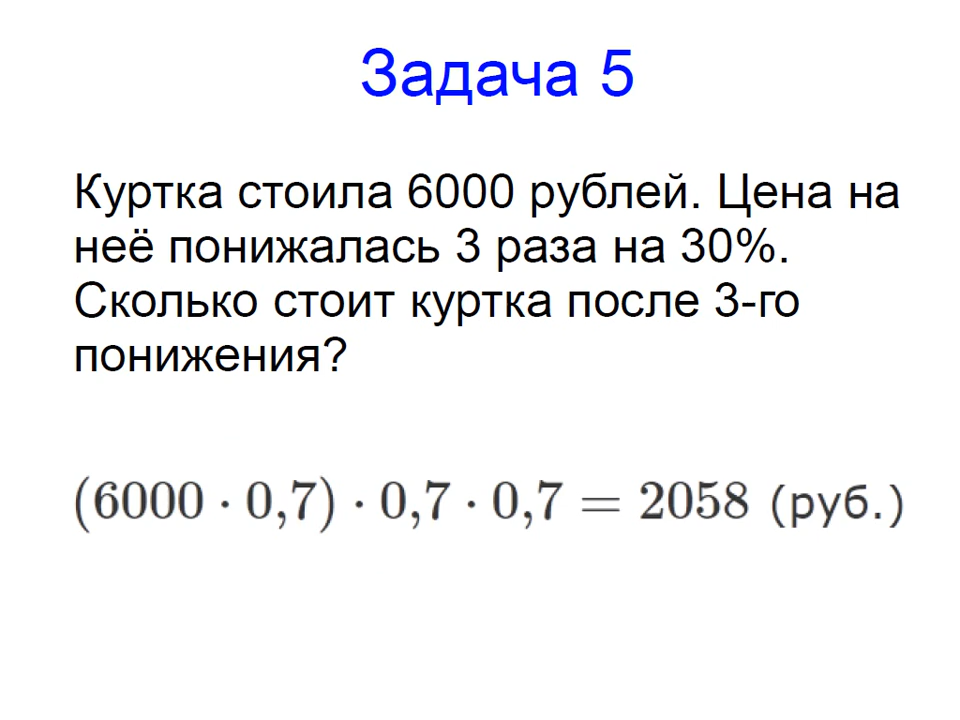 Задача 5
Куртка стоила 6000 рублей. Цена на
неё понижалась 3 раза на 30%.
Сколько стоит куртка после 3-го
понижения?
(6000 · 0,7) · 0,7 · 0,7 = 2058 (руб.)